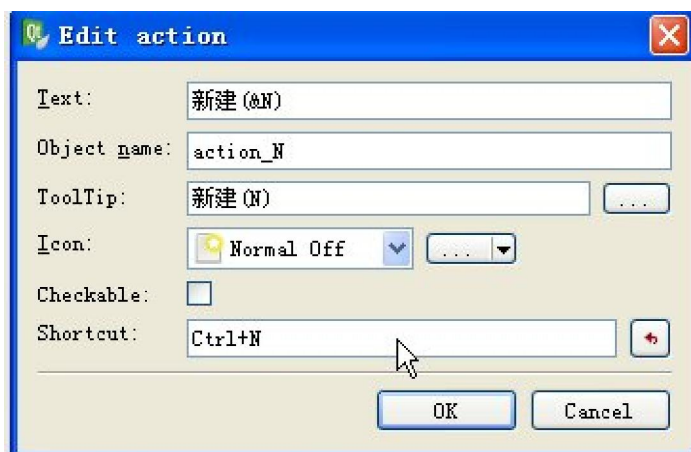 Edit action
Text: 新建(&N)
Object name: action_N
ToolTip: 新建(N) ...
Icon: Normal Off ...
Checkable:
Shortcut: Ctrl+N
OK Cancel